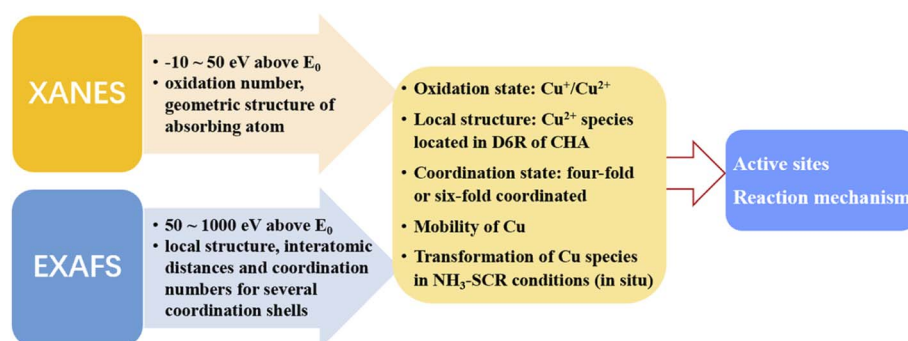 XANES
• -10 ~ 50 eV above E₀
• oxidation number,
geometric structure of
absorbing atom
EXAFS
• 50 ~ 1000 eV above E₀
• local structure, interatomic
distances and coordination
numbers for several
coordination shells
• Oxidation state: Cu⁺/Cu²⁺
• Local structure: Cu²⁺ species
located in D6R of CHA
• Coordination state: four-fold
or six-fold coordinated
• Mobility of Cu
• Transformation of Cu species
in NH₃-SCR conditions (in situ)
Active sites
Reaction mechanism